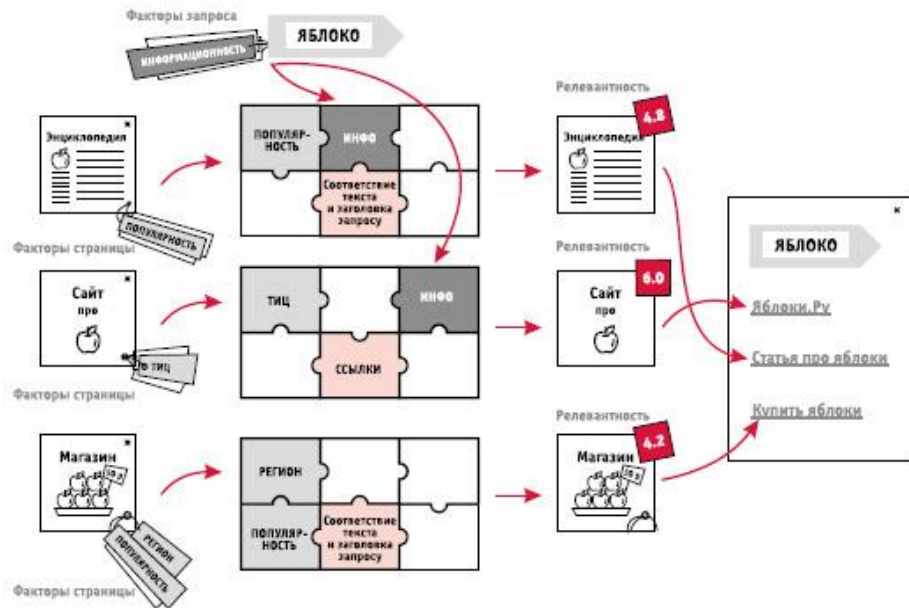 Факторы запроса
ИНФОРМАЦИОННОСТЬ
ЯБЛОКО
Энциклопедия
ПОПУЛЯРНОСТЬ
Факторы страницы
ПОПУЛЯР-
НОСТЬ
ИНФО
Соответствие
текста
и заголовка
запросу
Релевантность
4.8
Энциклопедия
Сайт
про
ТИЦ
Факторы страницы
ТИЦ
ИНФО
ССЫЛКИ
Релевантность
6.0
Сайт
про
Магазин
РЕГИОН
ПОПУЛЯРНОСТЬ
Факторы страницы
РЕГИОН
ПОПУЛЯР-
НОСТЬ
Соответствие
текста
и заголовка
запросу
Релевантность
4.2
Магазин
ЯБЛОКО
Яблоки.Ру
Статья про яблоки
Купить яблоки